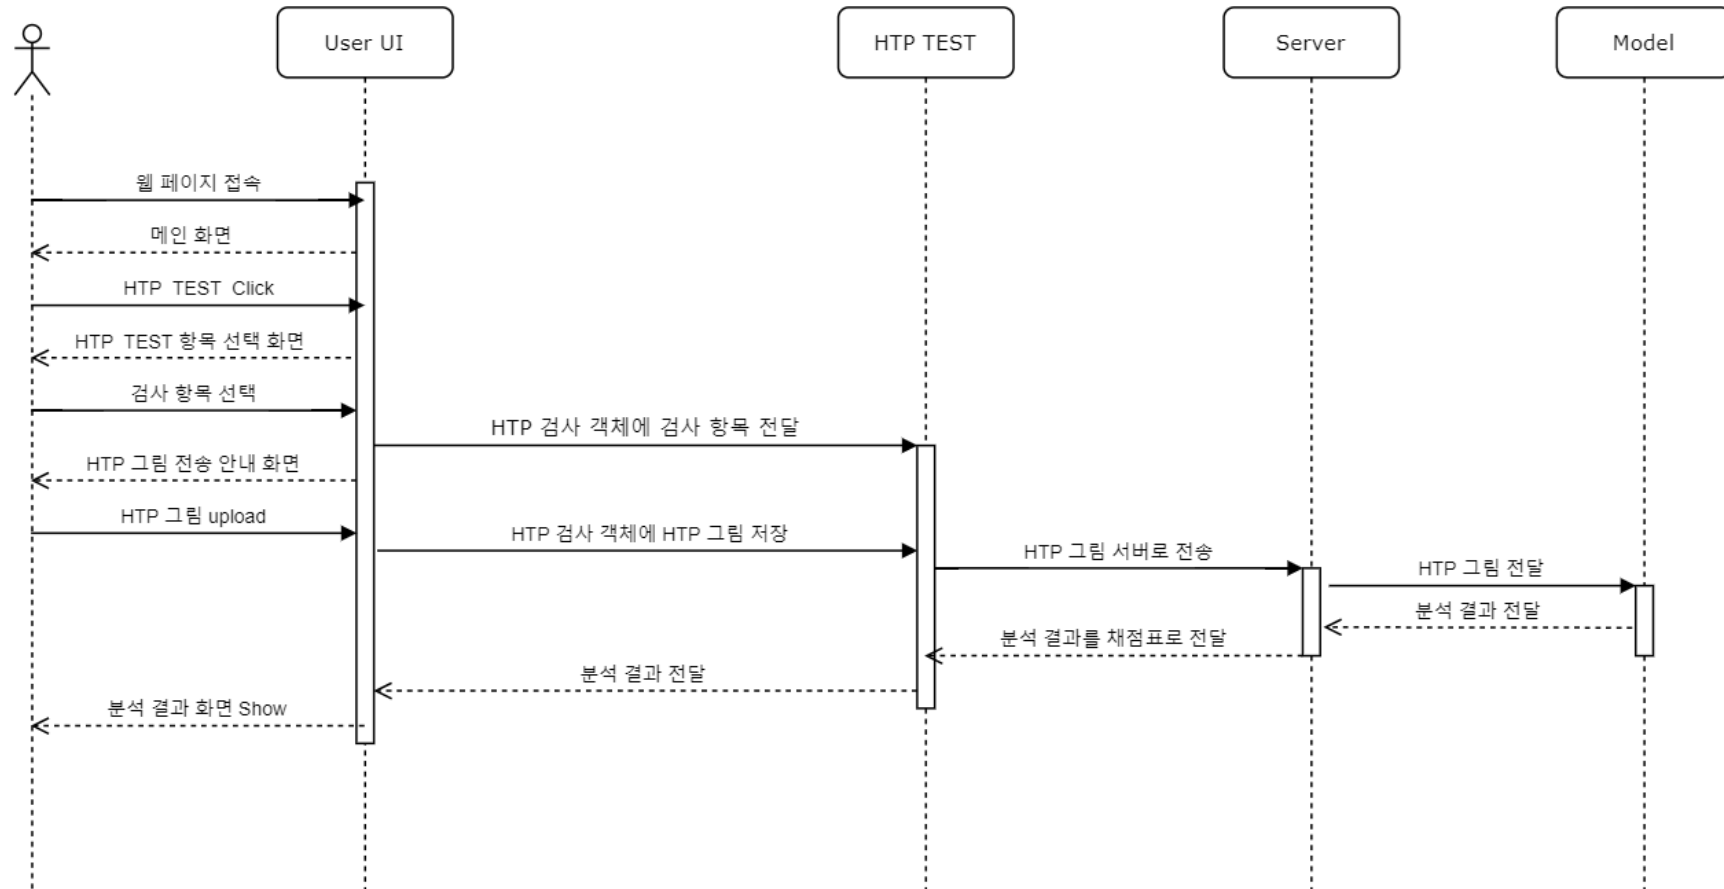 User UI
HTP TEST
Server
Model
웹 페이지 접속
메인 화면
HTP TEST Click
HTP TEST 항목 선택 화면
검사 항목 선택
HTP 검사 객체에 검사 항목 전달
HTP 그림 전송 안내 화면
HTP 그림 upload
HTP 검사 객체에 HTP 그림 저장
HTP 그림 서버로 전송
HTP 그림 전달
분석 결과 전달
분석 결과를 채점표로 전달
분석 결과 전달
분석 결과 화면 Show